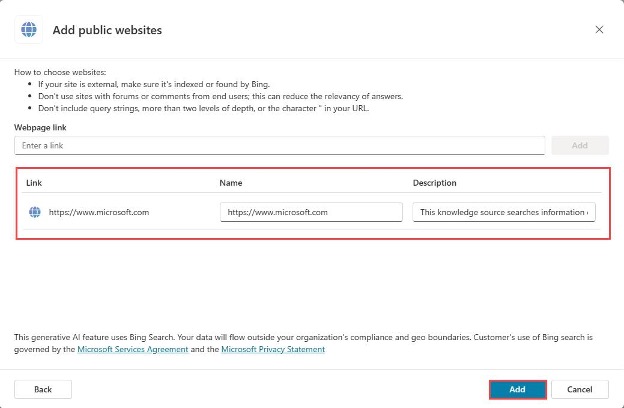 Add public websites
How to choose websites:
• If your site is external, make sure it's indexed or found by Bing.
• Don't use sites with forums or comments from end users; this can reduce the relevancy of answers.
• Don't include query strings, more than two levels of depth, or the character " in your URL.
Webpage link
Enter a link Add
Link Name Description
https://www.microsoft.com https://www.microsoft.com This knowledge source searches information
This generative AI feature uses Bing Search. Your data will flow outside your organization's compliance and geo boundaries. Customer's use of Bing search is
governed by the Microsoft Services Agreement and the Microsoft Privacy Statement
Back Add Cancel